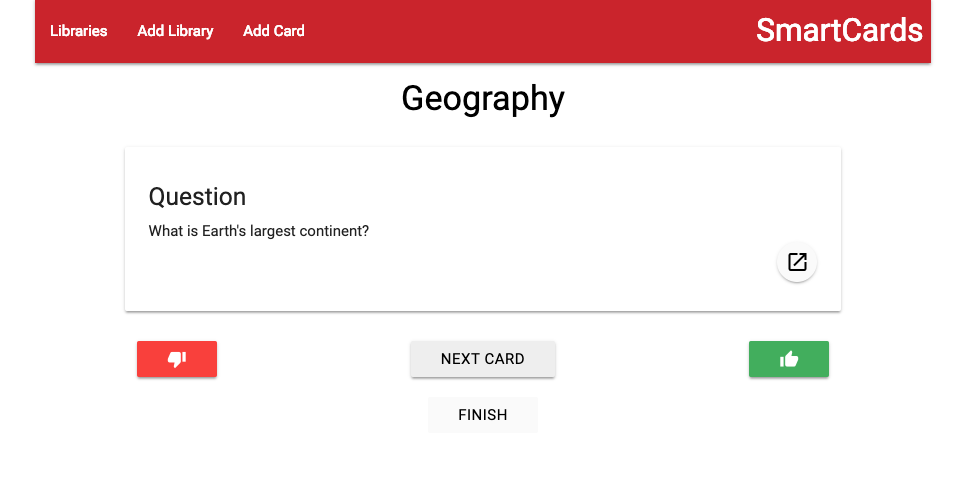 Libraries Add Library Add Card SmartCards
Geography
Question
What is Earth's largest continent?
NEXT CARD
FINISH